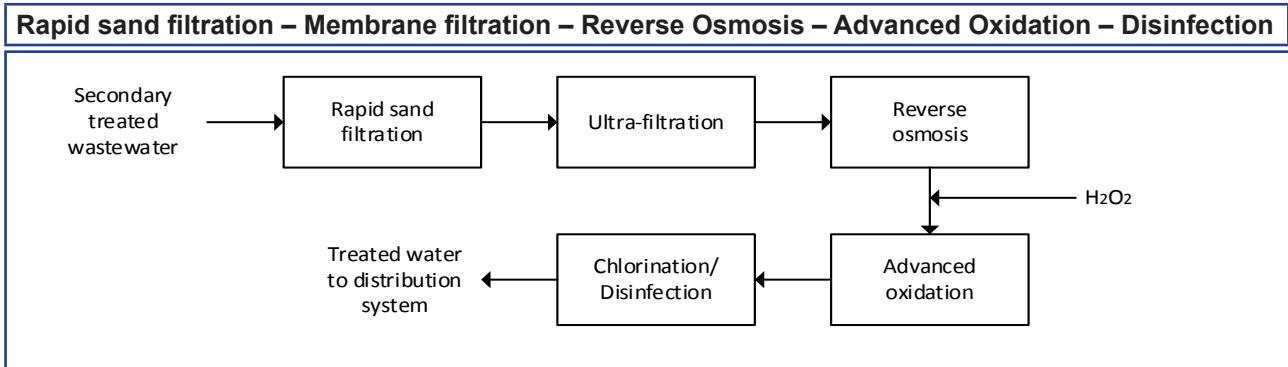 Rapid sand filtration – Membrane filtration – Reverse Osmosis – Advanced Oxidation – Disinfection
Secondary
treated
wastewater
Rapid sand
filtration
Ultra-filtration
Reverse
osmosis
H2O2
Treated water
to distribution
system
Chlorination/
Disinfection
Advanced
oxidation